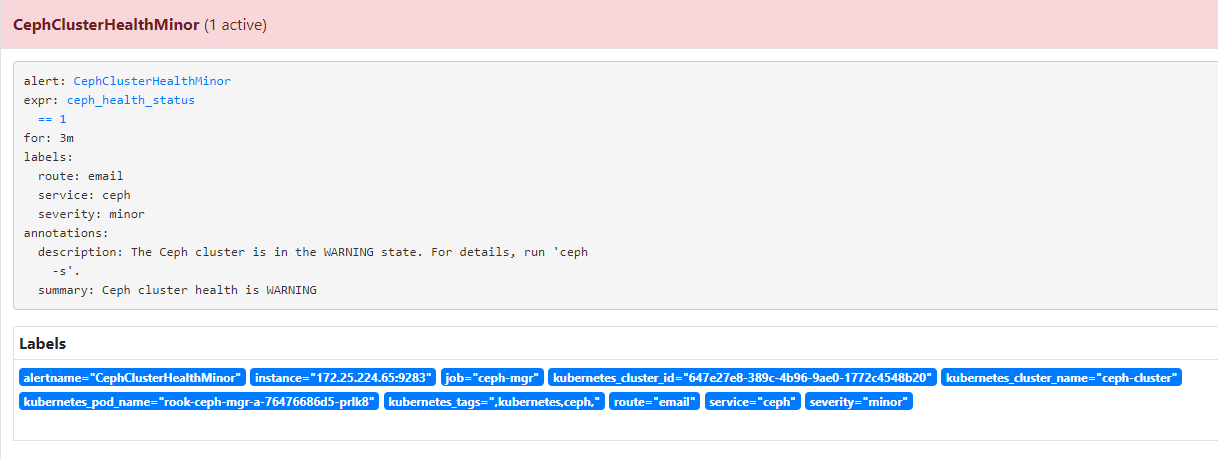 CephClusterHealthMinor (1 active)
alert: CephClusterHealthMinor
expr: ceph_health_status
== 1
for: 3m
labels:
route: email
service: ceph
severity: minor
annotations:
description: The Ceph cluster is in the WARNING state. For details, run 'ceph
-s'.
summary: Ceph cluster health is WARNING
Labels
alertname="CephClusterHealthMinor" instance="172.25.224.65:9283" job="ceph-mgr" kubernetes_cluster_id="647e27e8-389c-4b96-9ae0-1772c4548b20" kubernetes_cluster_name="ceph-cluster"
kubernetes_pod_name="rook-ceph-mgr-a-76476686d5-prlk8" kubernetes_tags=",kubernetes,ceph," route="email" service="ceph" severity="minor"